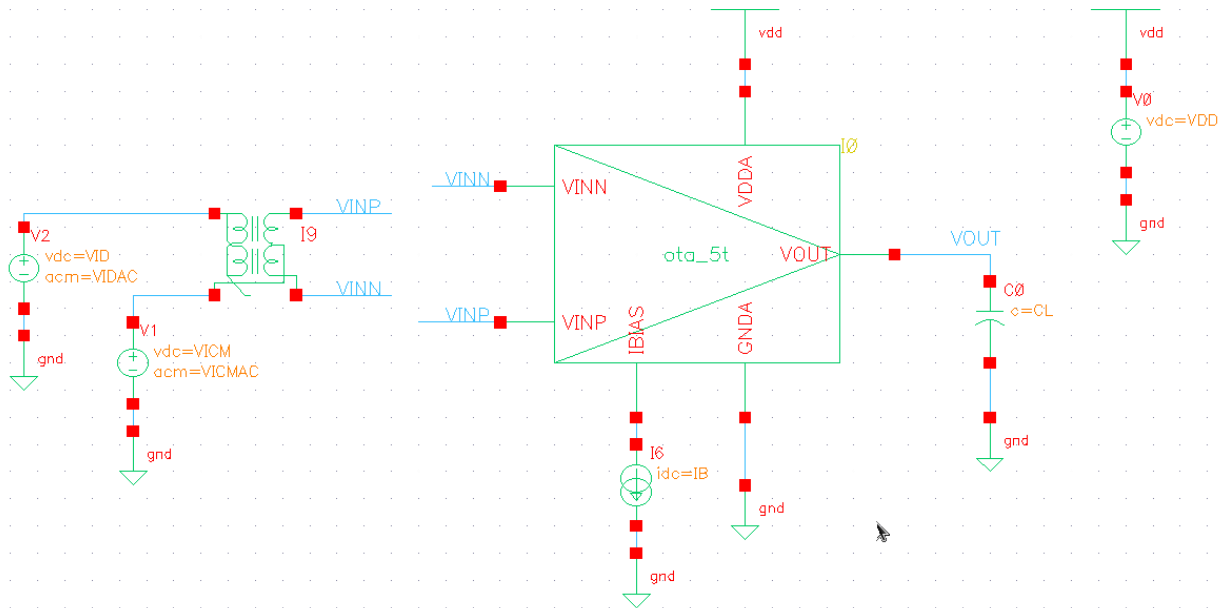 vdd
vdd
V0
vdc=VDD
gnd
I0
VINN
VINN
VDDA
ota_5t
VOUT
VOUT
VINP
VINP
IBIAS
GNDA
C0
c=CL
gnd
I6
idc=IB
gnd
gnd
VINP
I9
VINN
V2
vdc=VID
acm=VIDAC
gnd
V1
vdc=VICM
acm=VICMAC
gnd